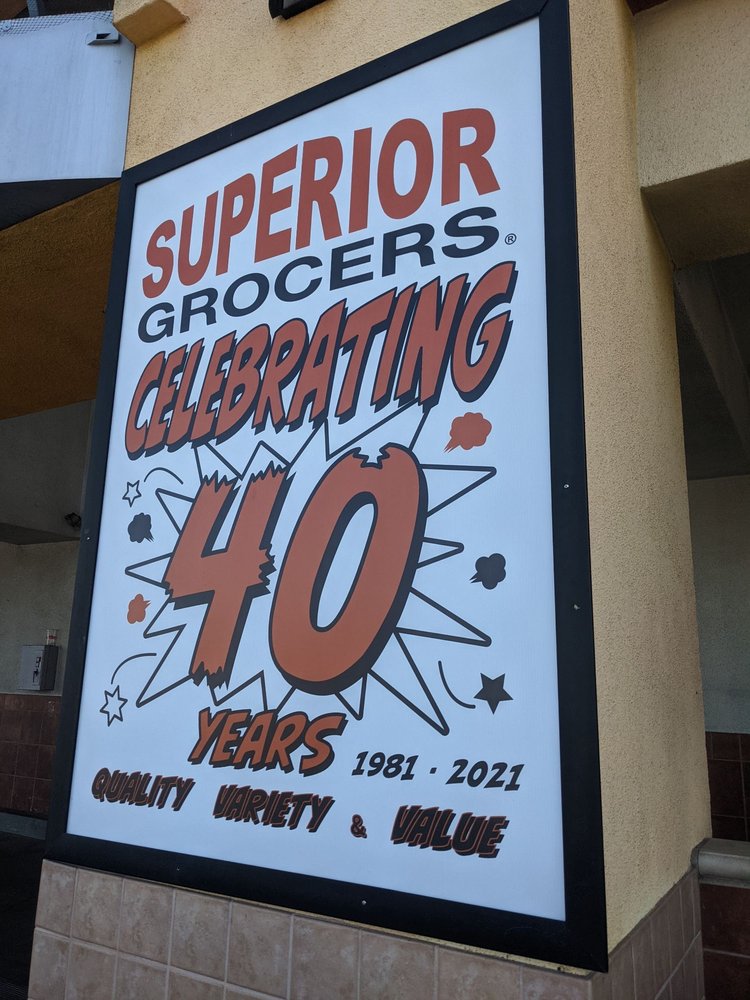 SUPERIOR
GROCERS®
CELEBRATING
40
YEARS
1981 · 2021
QUALITY VARIETY & VALUE